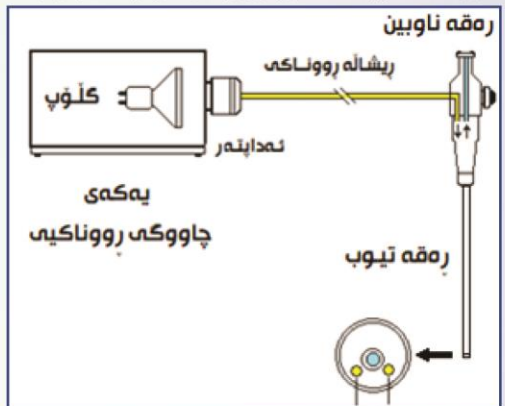 ڕەقە ناوبین
ڕیشاڵە ڕووناکی
گڵۆپ
ئەداپتەر
یەکەی
چاووگی ڕووناکیی
ڕەقە تیوب